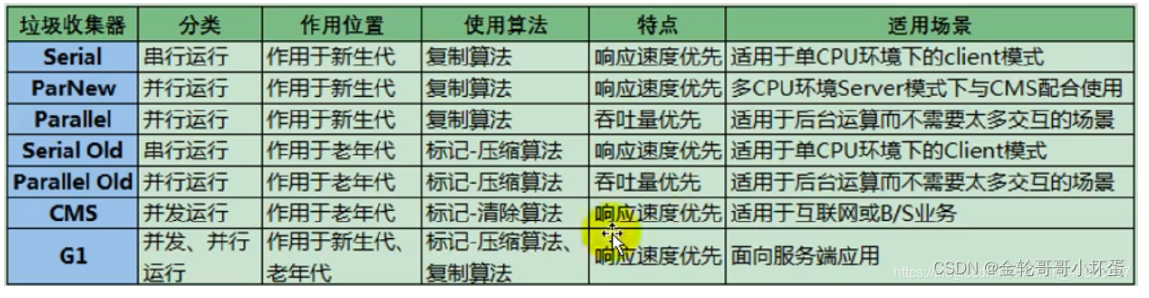 垃圾收集器 分类 作用位置 使用算法 特点 适用场景
Serial 串行运行 作用于新生代 复制算法 响应速度优先 适用于单CPU环境下的client模式
ParNew 并行运行 作用于新生代 复制算法 响应速度优先 多CPU环境Server模式下与CMS配合使用
Parallel 并行运行 作用于新生代 复制算法 吞吐量优先 适用于后台运算而不需要太多交互的场景
Serial Old 串行运行 作用于老年代 标记-压缩算法 响应速度优先 适用于单CPU环境下的Client模式
Parallel Old 并行运行 作用于老年代 标记-压缩算法 吞吐量优先 适用于后台运算而不需要太多交互的场景
CMS 并发运行 作用于老年代 标记-清除算法 响应速度优先 适用于互联网或B/S业务
G1 并发、并行运行 作用于新生代、老年代 标记-压缩算法、复制算法 响应速度优先 面向服务端应用
CSDN @金轮哥哥小坏蛋